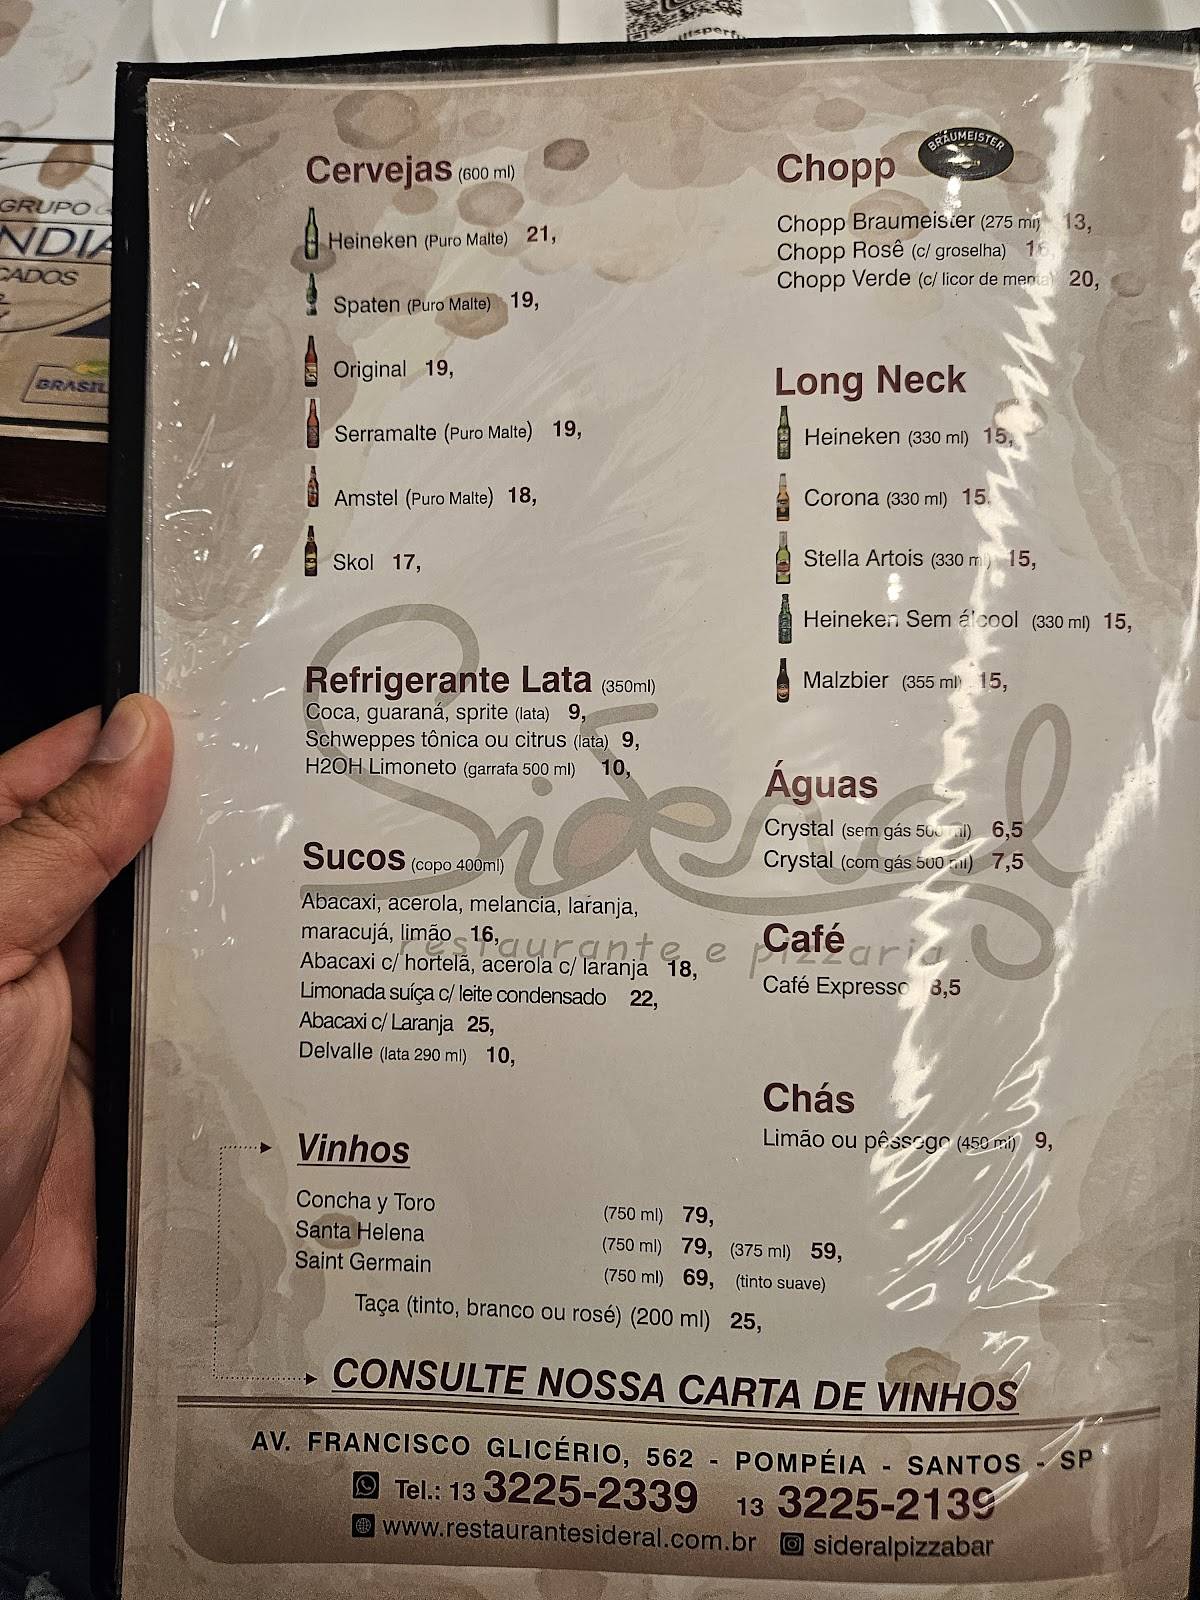 GRUPO
NDIA
CADOS
BRASIL
BRAUMEISTER
Cervejas (600 ml)
Heineken (Puro Malte) 21,
Spaten (Puro Malte) 19,
Original 19,
Serramalte (Puro Malte) 19,
Amstel (Puro Malte) 18,
Skol 17,
Refrigerante Lata (350ml)
Coca, guaraná, sprite (lata) 9,
Schweppes tônica ou citrus (lata) 9,
H2OH Limoneto (garrafa 500 ml) 10,
Sucos (copo 400ml)
Abacaxi, acerola, melancia, laranja,
maracujá, limão 16,
Abacaxi c/ hortelã, acerola c/ laranja 18,
Limonada suíça c/ leite condensado 22,
Abacaxi c/ Laranja 25,
Delvalle (lata 290 ml) 10,
Chopp
Chopp Braumeister (275 ml) 13,
Chopp Rosê (c/ groselha)
Chopp Verde (c/ licor de menta) 20,
Long Neck
Heineken (330 ml) 15,
Corona (330 ml) 15,
Stella Artois (330 ml) 15,
Heineken Sem álcool (330 ml) 15,
Malzbier (355 ml) 15,
Águas
Crystal (sem gás 500 ml) 6,5
Crystal (com gás 500 ml) 7,5
Café
Café Expresso 8,5
Chás
Limão ou pêssego (450 ml) 9,
Sideral
restaurante e pizzaria
Vinhos
Concha y Toro (750 ml) 79,
Santa Helena (750 ml) 79, (375 ml) 59,
Saint Germain (750 ml) 69, (tinto suave)
Taça (tinto, branco ou rosé) (200 ml) 25,
CONSULTE NOSSA CARTA DE VINHOS
AV. FRANCISCO GLICÉRIO, 562 - POMPÉIA - SANTOS - SP
Tel.: 13 3225-2339 13 3225-2139
www.restaurantesideral.com.br sideralpizzabar